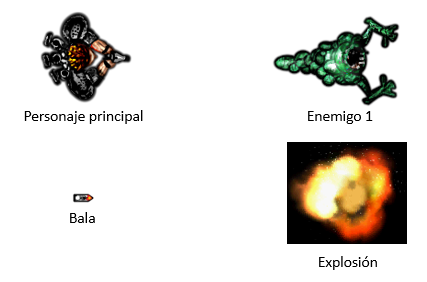 Personaje principal
Enemigo 1
Bala
Explosión